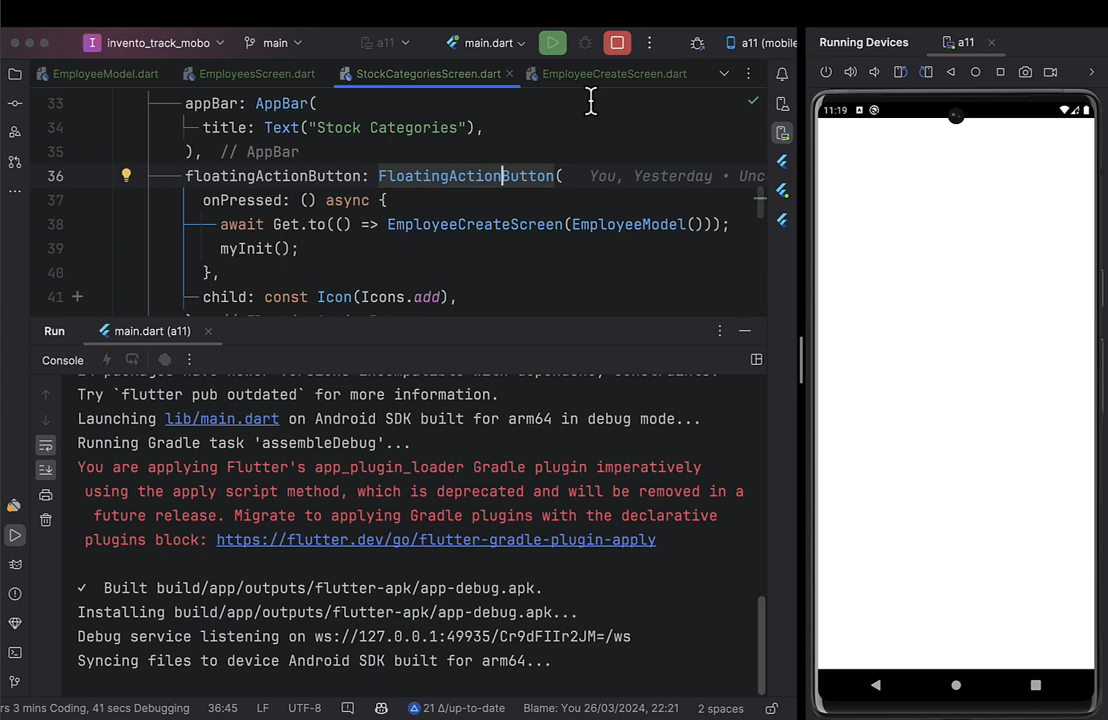 invento_track_mobo
main
a11
main.dart
a11 (mobile
Running Devices
a11
EmployeeModel.dart
EmployeesScreen.dart
StockCategoriesScreen.dart
EmployeeCreateScreen.dart
33 appBar: AppBar(
34 title: Text("Stock Categories"),
35 ), // AppBar
36 floatingActionButton: FloatingActionButton( You, Yesterday • Unc
37 onPressed: () async {
38 await Get.to(() => EmployeeCreateScreen(EmployeeModel()));
39 myInit();
40 },
41 child: const Icon(Icons.add),
11:19
Run
main.dart (a11)
Console
Try `flutter pub outdated` for more information.
Launching lib/main.dart on Android SDK built for arm64 in debug mode...
Running Gradle task 'assembleDebug'...
You are applying Flutter's app_plugin_loader Gradle plugin imperatively
using the apply script method, which is deprecated and will be removed in a
future release. Migrate to applying Gradle plugins with the declarative
plugins block: https://flutter.dev/go/flutter-gradle-plugin-apply
✓ Built build/app/outputs/flutter-apk/app-debug.apk.
Installing build/app/outputs/flutter-apk/app-debug.apk...
Debug service listening on ws://127.0.0.1:49935/Cr9dFIIr2JM=/ws
Syncing files to device Android SDK built for arm64...
rs 3 mins Coding, 41 secs Debugging
36:45
LF
UTF-8
21 Δ/up-to-date
Blame: You 26/03/2024, 22:21
2 spaces